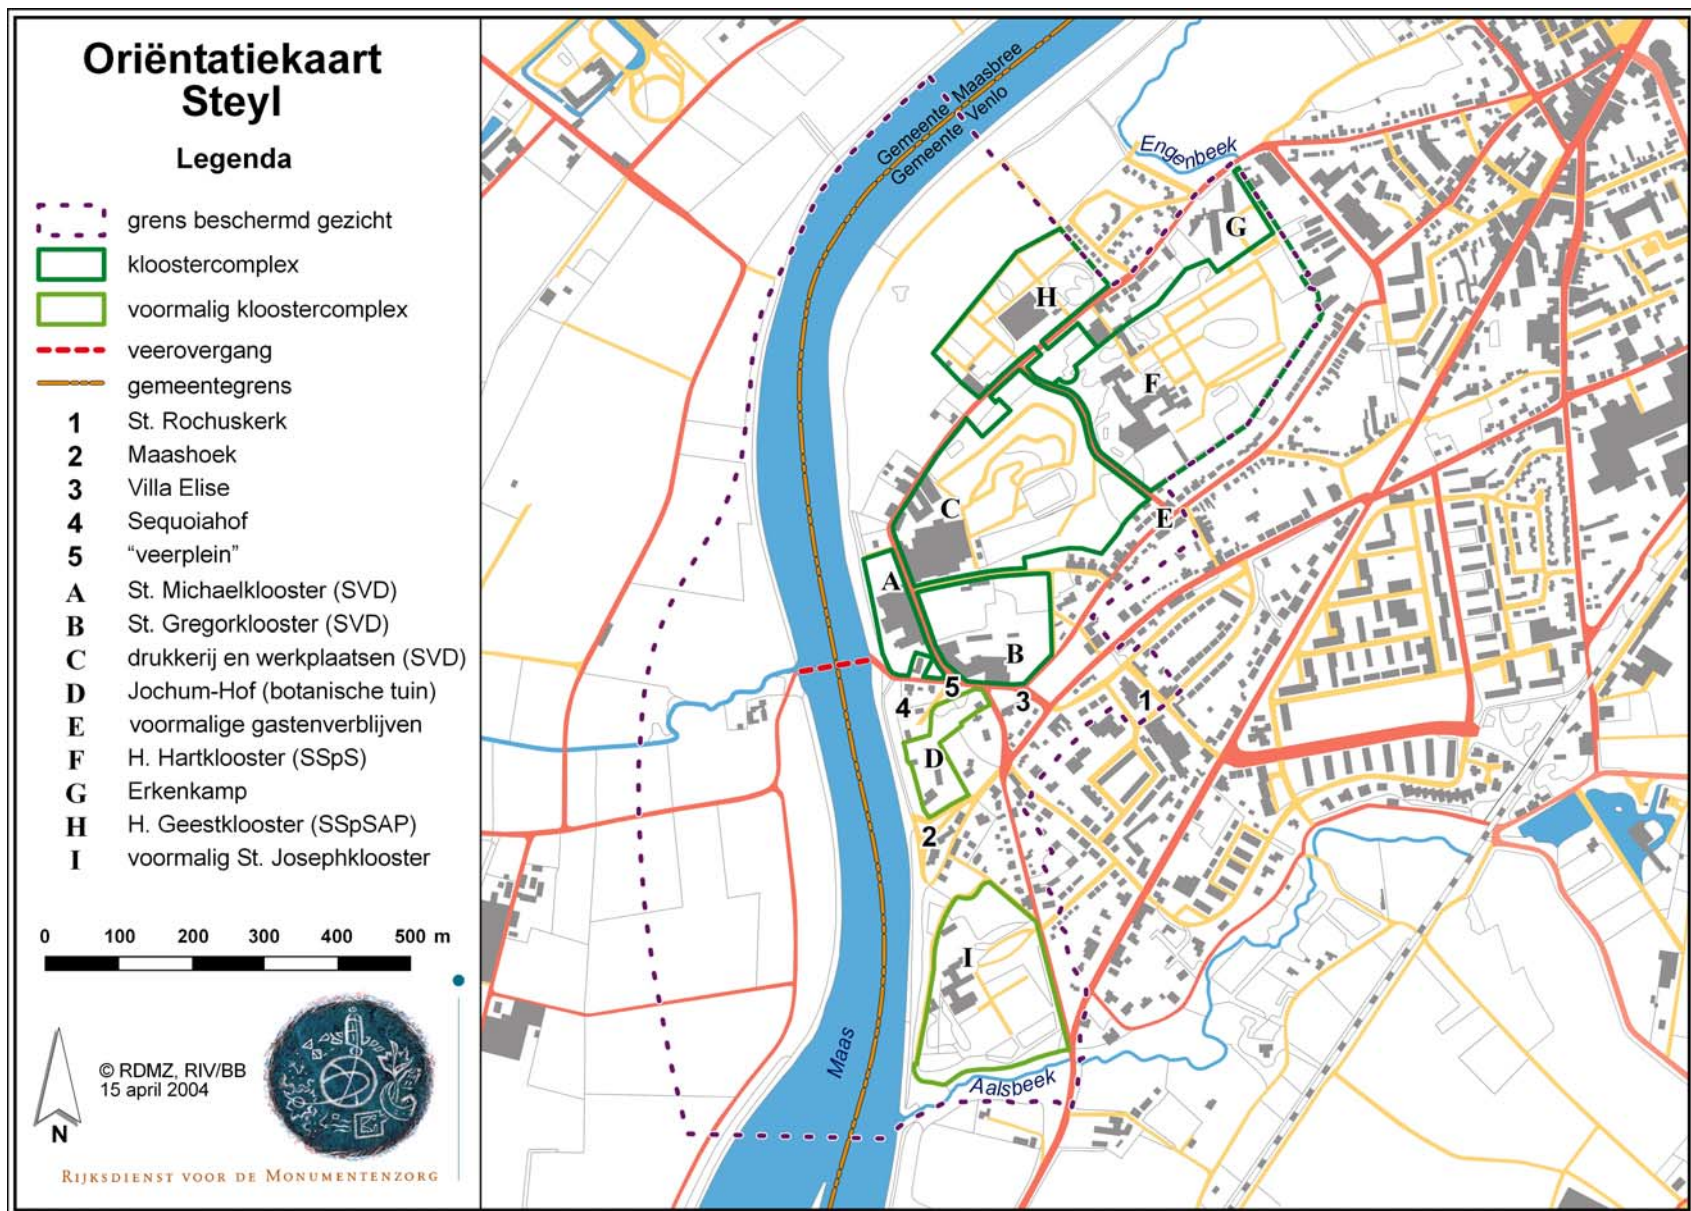 Oriëntatiekaart
Steyl
Legenda
grens beschermd gezicht
kloostercomplex
voormalig kloostercomplex
veerovergang
gemeentegrens
1 St. Rochuskerk
2 Maashoek
3 Villa Elise
4 Sequoiahof
5 “veerplein”
A St. Michaelklooster (SVD)
B St. Gregorklooster (SVD)
C drukkerij en werkplaatsen (SVD)
D Jochum-Hof (botanische tuin)
E voormalige gastenverblijven
F H. Hartklooster (SSpS)
G Erkenkamp
H H. Geestklooster (SSpSAP)
I voormalig St. Josephklooster
0 100 200 300 400 500 m
N
© RDMZ, RIV/BB
15 april 2004
RIJKSDIENST VOOR DE MONUMENTENZORG
Gemeente Maasbree
Gemeente Venlo
Engenbeek
G
H
F
C
E
A
B
5
3
1
4
D
2
I
Maas
Aalsbeek